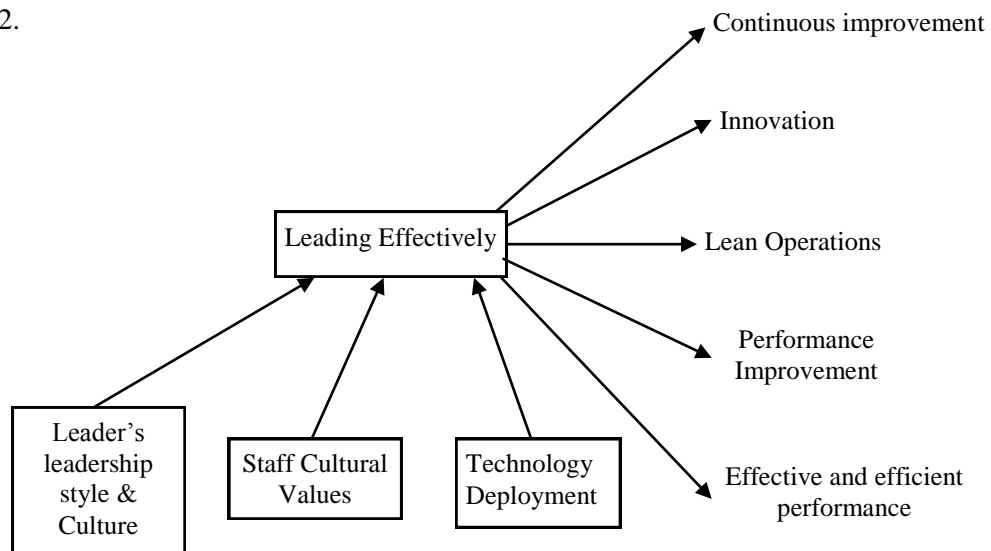 2.
Continuous improvement
Innovation
Leading Effectively
Lean Operations
Performance
Improvement
Leader’s
leadership
style &
Culture
Staff Cultural
Values
Technology
Deployment
Effective and efficient
performance